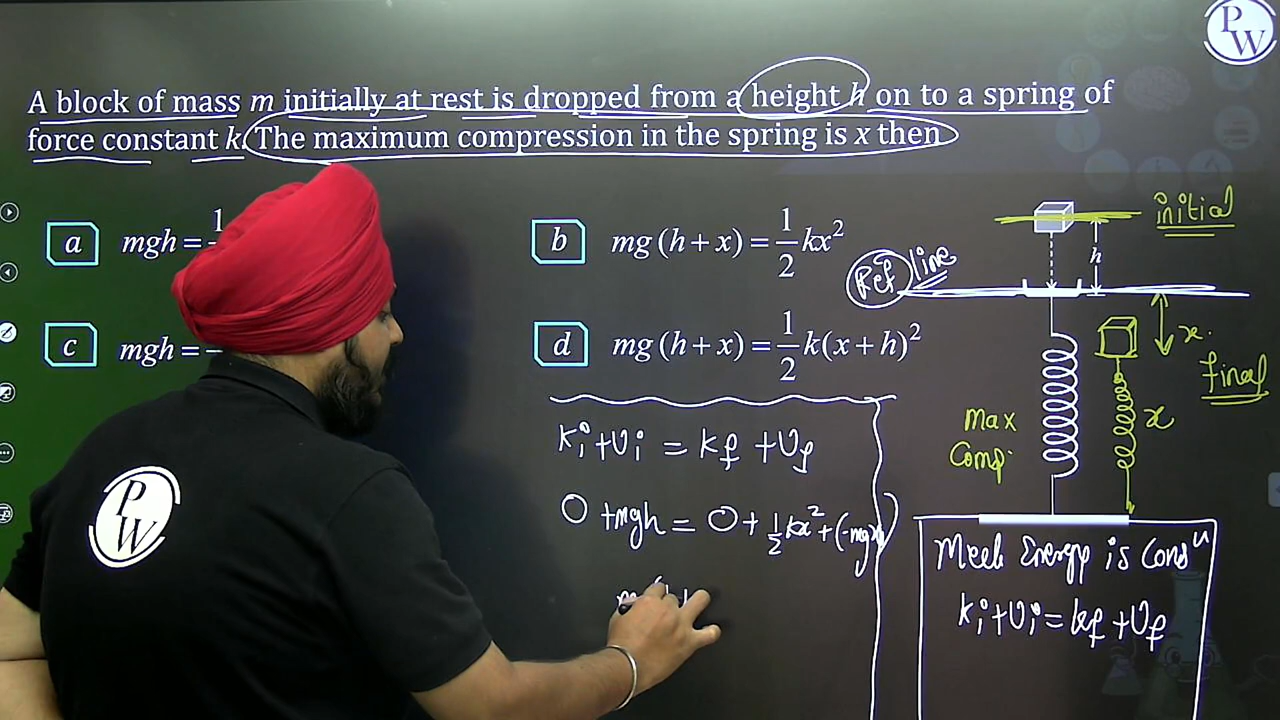 PW
A block of mass m initially at rest is dropped from a height h on to a spring of
force constant k. The maximum compression in the spring is x then
a mgh = 1
b mg (h + x) = 1/2 kx²
c mgh =
d mg (h + x) = 1/2 k(x + h)²
initial
h
Ref line
x.
final
max
Comp.
x
Ki + Ui = Kf + Uf
0 + mgh = 0 + 1/2 kx² + (-mgx)
PW
Mech Energy is Consⁿ
Ki + Ui = kf + Uf